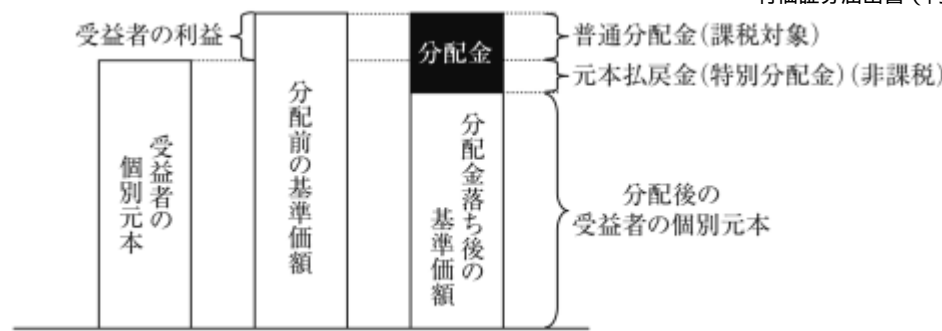 受益者の利益
分配金
普通分配金(課税対象)
元本払戻金(特別分配金)(非課税)
受益者の
個別元本
分配前の基準価額
分配金落ち後の
基準価額
分配後の
受益者の個別元本